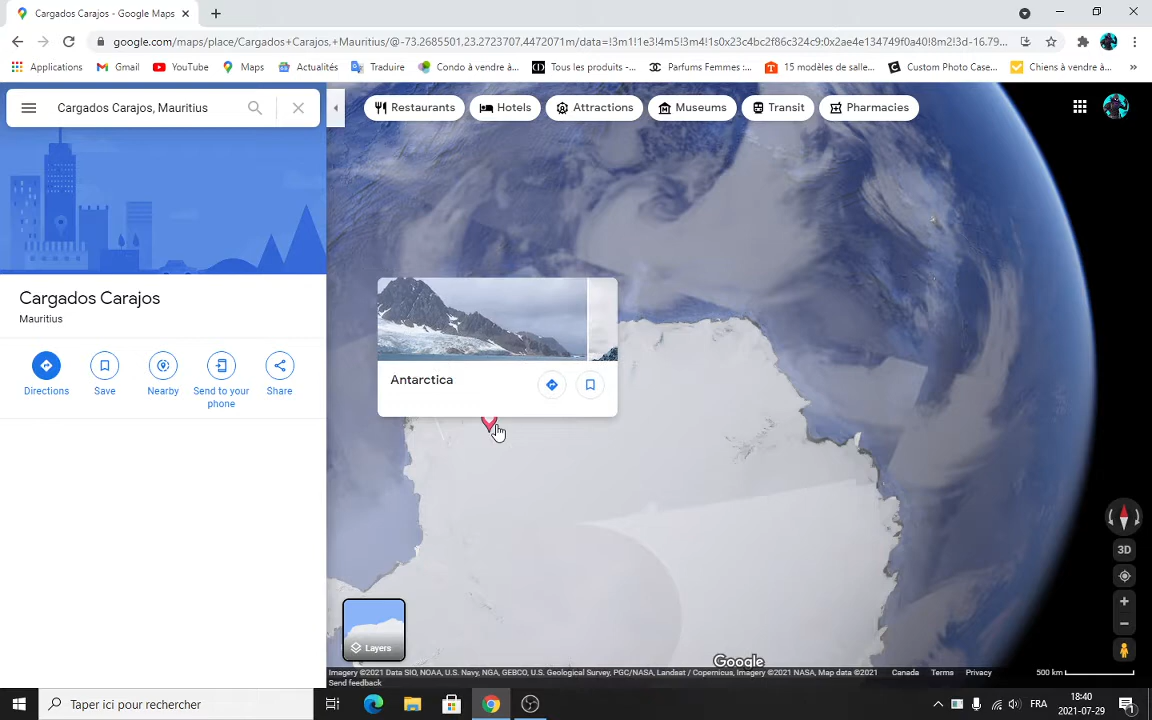 Cargados Carajos - Google Maps
google.com/maps/place/Cargados+Carajos,+Mauritius/@-73.2685501,23.2723707,4472071m/data=!3m1!1e3!4m5!3m4!1s0x23c4bc2f86c324c9:0x2ae4e134749f0a40!8m2!3d-16.79...
Applications
Gmail
YouTube
Maps
Actualités
Traduire
Condo à vendre à...
Tous les produits -...
Parfums Femmes :...
15 modèles de salle...
Custom Photo Case...
Chiens à vendre à...
»
Cargados Carajos, Mauritius
Restaurants
Hotels
Attractions
Museums
Transit
Pharmacies
Cargados Carajos
Mauritius
Directions
Save
Nearby
Send to your
phone
Share
Antarctica
3D
Layers
Google
Imagery ©2021 Data SIO, NOAA, U.S. Navy, NGA, GEBCO, U.S. Geological Survey, PGC/NASA, Landsat / Copernicus, Imagery ©2021 NASA, Map data ©2021
Canada
Terms
Privacy
500 km
Send feedback
Taper ici pour rechercher
FRA
18:40
2021-07-29
1